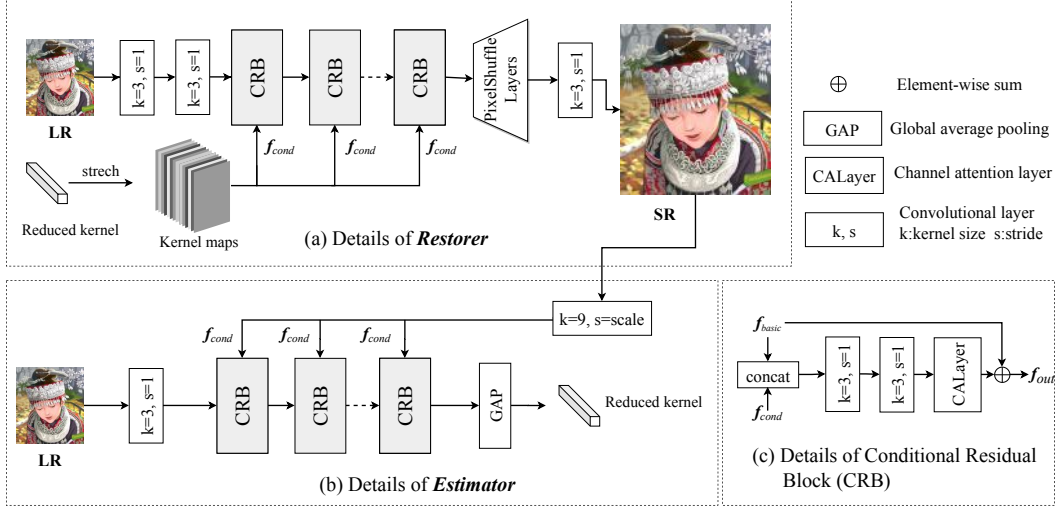 LR
k=3, s=1
k=3, s=1
CRB
CRB
CRB
PixelShuffle
Layers
k=3, s=1
SR
f_cond
f_cond
f_cond
strech
Reduced kernel
Kernel maps
(a) Details of Restorer
Element-wise sum
GAP
Global average pooling
CALayer
Channel attention layer
k, s
Convolutional layer
k:kernel size s:stride
k=9, s=scale
f_cond
f_cond
f_cond
LR
k=3, s=1
CRB
CRB
CRB
GAP
Reduced kernel
(b) Details of Estimator
f_basic
concat
f_cond
k=3, s=1
k=3, s=1
CALayer
f_out
(c) Details of Conditional Residual
Block (CRB)